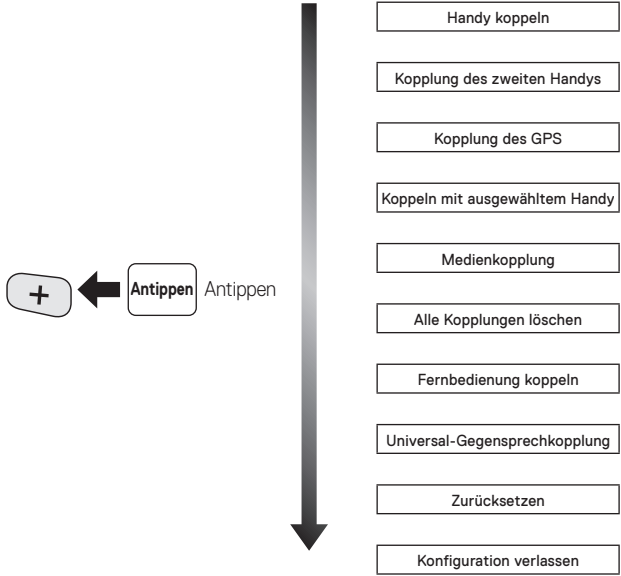 Handy koppeln
Kopplung des zweiten Handys
Kopplung des GPS
Koppeln mit ausgewähltem Handy
Medienkopplung
+ Antippen Antippen
Alle Kopplungen löschen
Fernbedienung koppeln
Universal-Gegensprechkopplung
Zurücksetzen
Konfiguration verlassen